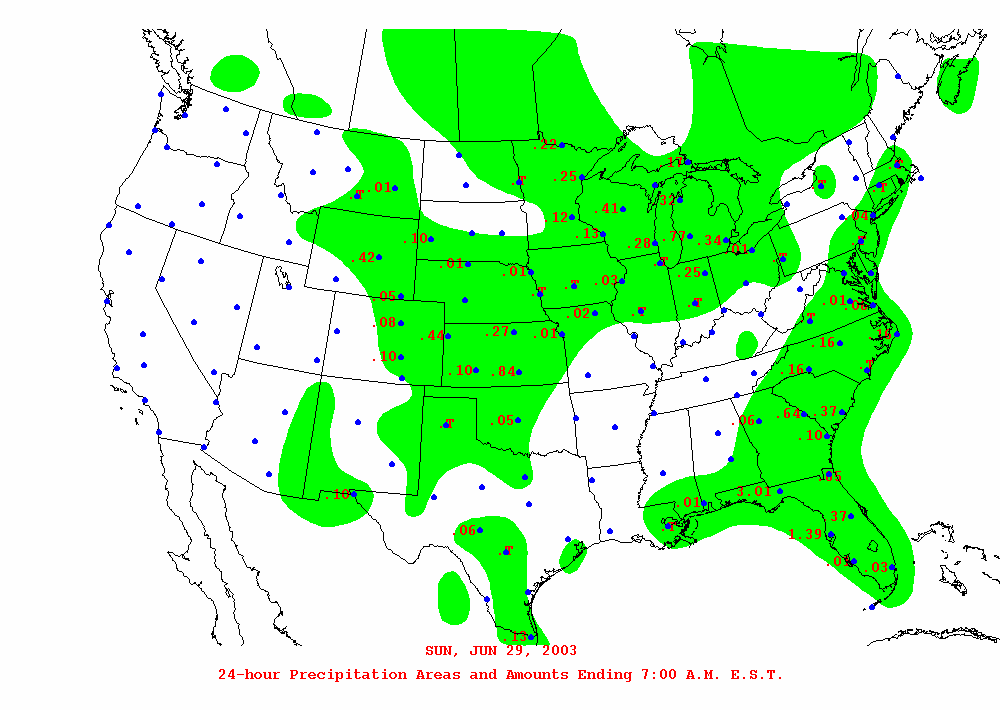 .22
.17
.25
.T
.T
.01
.T
.T
.T
.32
.41
.12
.04
.13
.10
.28
.77
.34
.01
.T
.42
.T
.01
.T
.01
.25
.03
.T
.T
.05
.01
.T
.02
.T
.T
.08
.16
.44
.27
.01
.15
.10
.10
.84
.16
.T
.05
.T
.06
.64
.37
.10
.10
3.01
.01
.05
.06
.T
.37
1.39
.T
.03
.13
SUN, JUN 29, 2003
24-hour Precipitation Areas and Amounts Ending 7:00 A.M. E.S.T.